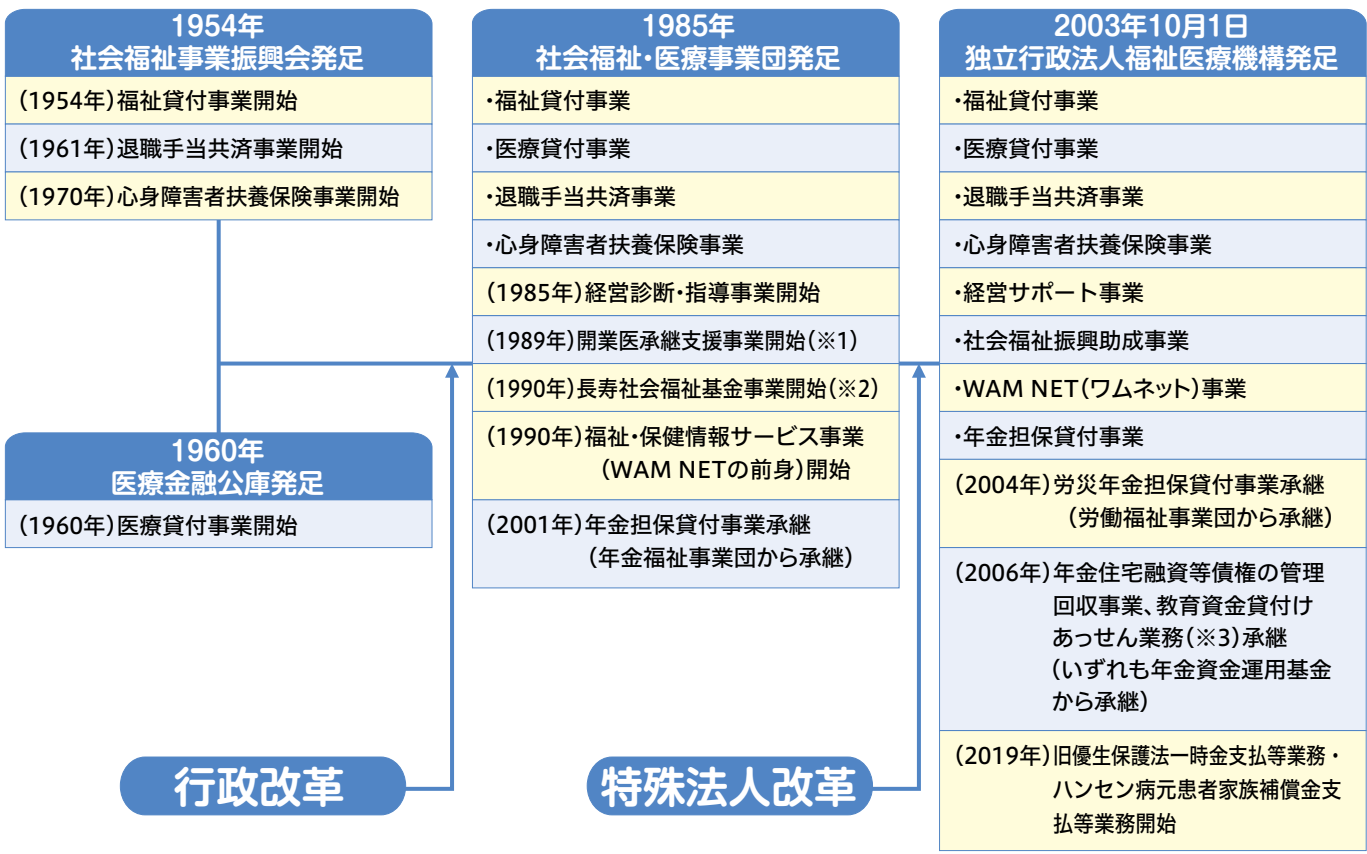 1954年
社会福祉事業振興会発足
(1954年)福祉貸付事業開始
(1961年)退職手当共済事業開始
(1970年)心身障害者扶養保険事業開始
1960年
医療金融公庫発足
(1960年)医療貸付事業開始
行政改革
1985年
社会福祉・医療事業団発足
・福祉貸付事業
・医療貸付事業
・退職手当共済事業
・心身障害者扶養保険事業
(1985年)経営診断・指導事業開始
(1989年)開業医承継支援事業開始(※1)
(1990年)長寿社会福祉基金事業開始(※2)
(1990年)福祉・保健情報サービス事業
(WAM NETの前身)開始
(2001年)年金担保貸付事業承継
(年金福祉事業団から承継)
特殊法人改革
2003年10月1日
独立行政法人福祉医療機構発足
・福祉貸付事業
・医療貸付事業
・退職手当共済事業
・心身障害者扶養保険事業
・経営サポート事業
・社会福祉振興助成事業
・WAM NET(ワムネット)事業
・年金担保貸付事業
(2004年)労災年金担保貸付事業承継
(労働福祉事業団から承継)
(2006年)年金住宅融資等債権の管理
回収事業、教育資金貸付け
あっせん業務(※3)承継
(いずれも年金資金運用基金
から承継)
(2019年)旧優生保護法一時金支払等業務・
ハンセン病元患者家族補償金支
払等業務開始